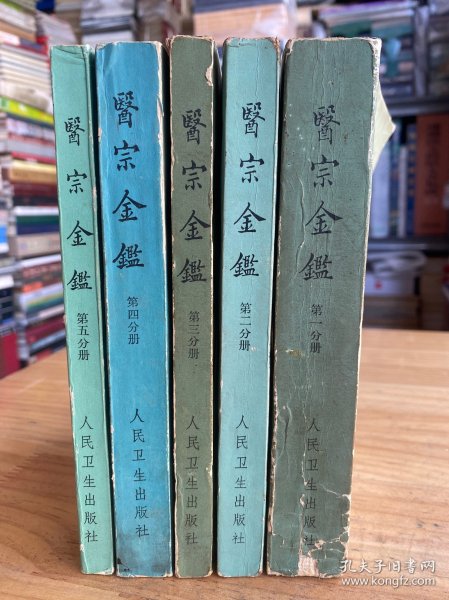 醫宗金鑑 第五分册 人民卫生出版社
醫宗金鑑 第四分册 人民卫生出版社
醫宗金鑑 第三分册 人民卫生出版社
醫宗金鑑 第二分册 人民卫生出版社
醫宗金鑑 第一分册 人民卫生出版社
孔夫子旧书网
www.kongfz.com